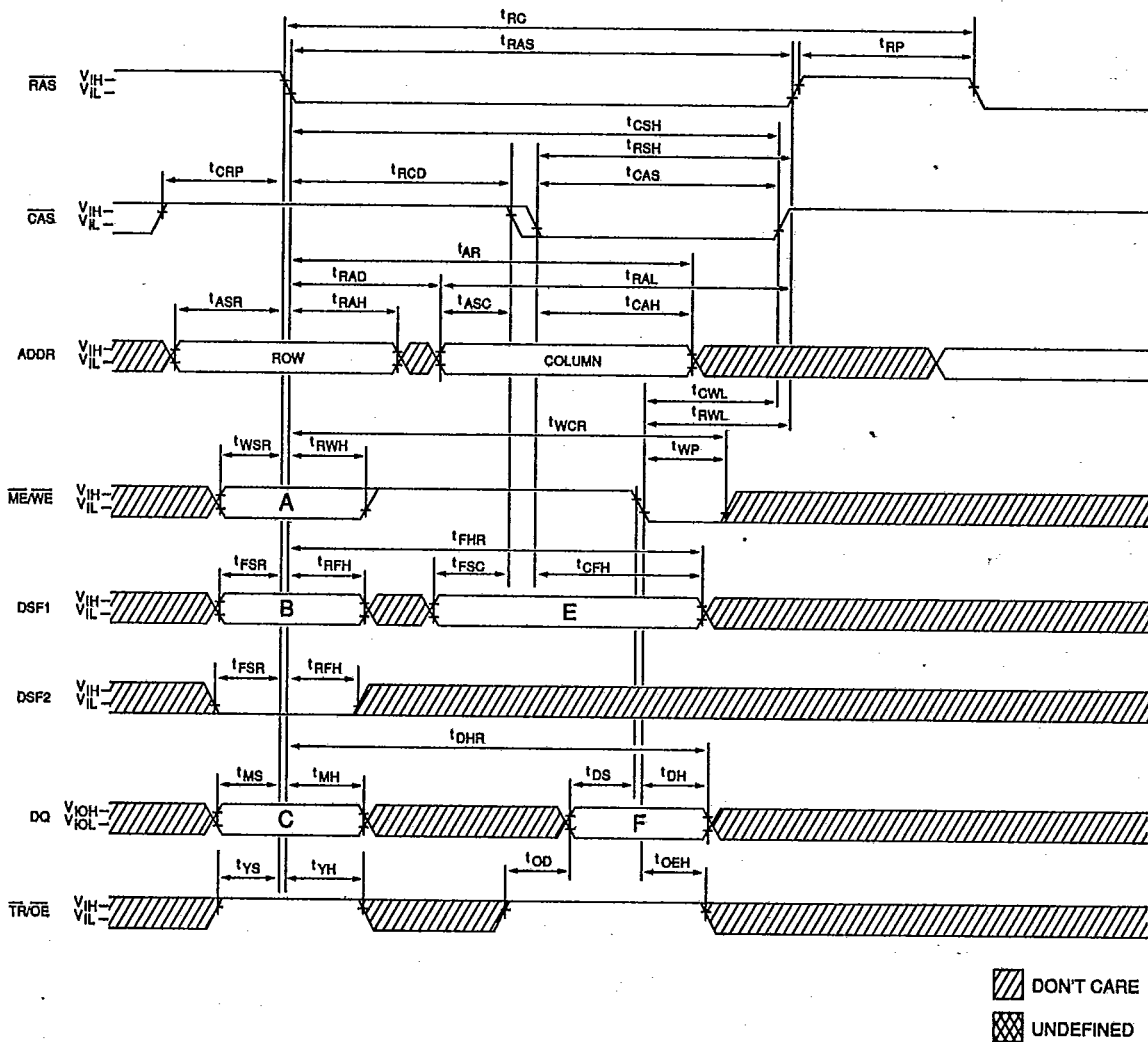 tRC
tRAS
tRP
RAS
VIH
VIL
tCSH
tRSH
tCRP
tRCD
tCAS
CAS
VIH
VIL
tAR
tRAD
tRAL
tASR
tRAH
tASC
tCAH
ADDR
VIH
VIL
ROW
COLUMN
tCWL
tRWL
tWCR
tWSR
tRWH
tWP
ME/WE
VIH
VIL
A
tFHR
tFSR
tRFH
tFSC
tCFH
DSF1
VIH
VIL
B
E
tFSR
tRFH
DSF2
VIH
VIL
tDHR
tMS
tMH
tDS
tDH
DQ
VIOH
VIOL
C
F
tYS
tYH
tOD
tOEH
TR/OE
VIH
VIL
DON'T CARE
UNDEFINED